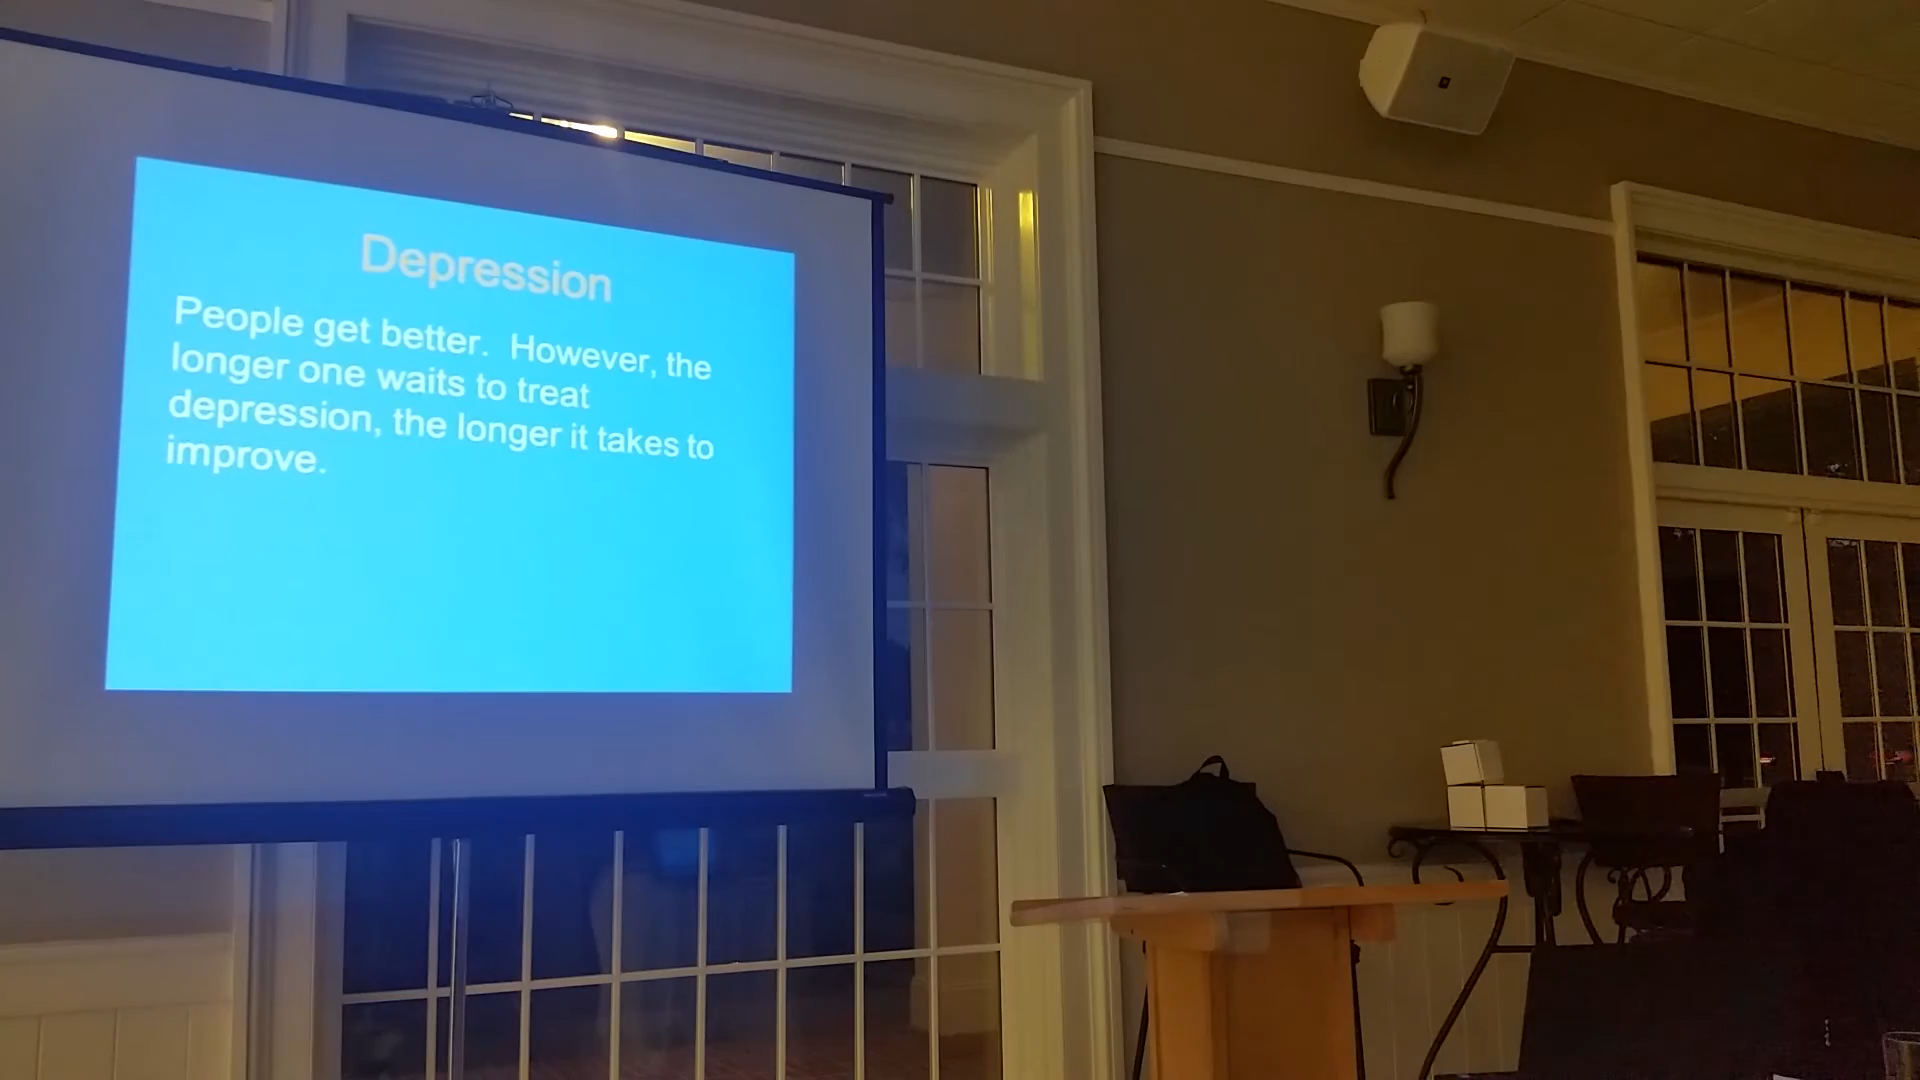 Depression
People get better.  However, the
longer one waits to treat
depression, the longer it takes to
improve.